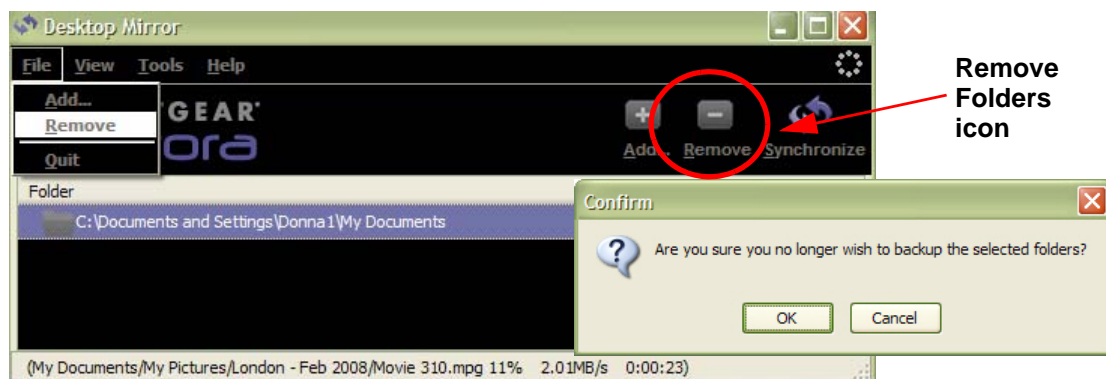 Desktop Mirror
File View Tools Help
Add...
Remove
Quit
GEAR
ora
Add... Remove Synchronize
Remove
Folders
icon
Folder
C:\Documents and Settings\Donna1\My Documents
Confirm
Are you sure you no longer wish to backup the selected folders?
OK Cancel
(My Documents/My Pictures/London - Feb 2008/Movie 310.mpg 11% 2.01MB/s 0:00:23)